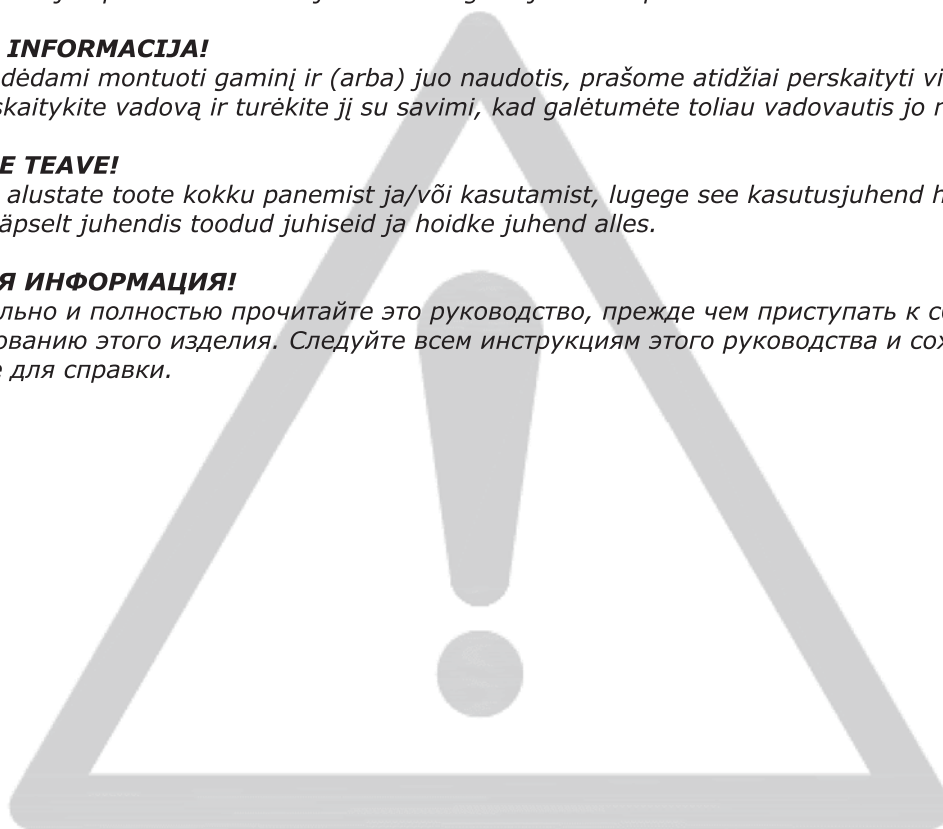 INFORMACIJA!
dėdami montuoti gaminį ir (arba) juo naudotis, prašome atidžiai perskaityti vi
skaitykite vadovą ir turėkite jį su savimi, kad galėtumėte toliau vadovautis jo n
E TEAVE!
alustate toote kokku panemist ja/või kasutamist, lugege see kasutusjuhend h
äpselt juhendis toodud juhiseid ja hoidke juhend alles.
Я ИНФОРМАЦИЯ!
льно и полностью прочитайте это руководство, прежде чем приступать к с
ованию этого изделия. Следуйте всем инструкциям этого руководства и сох
е для справки.